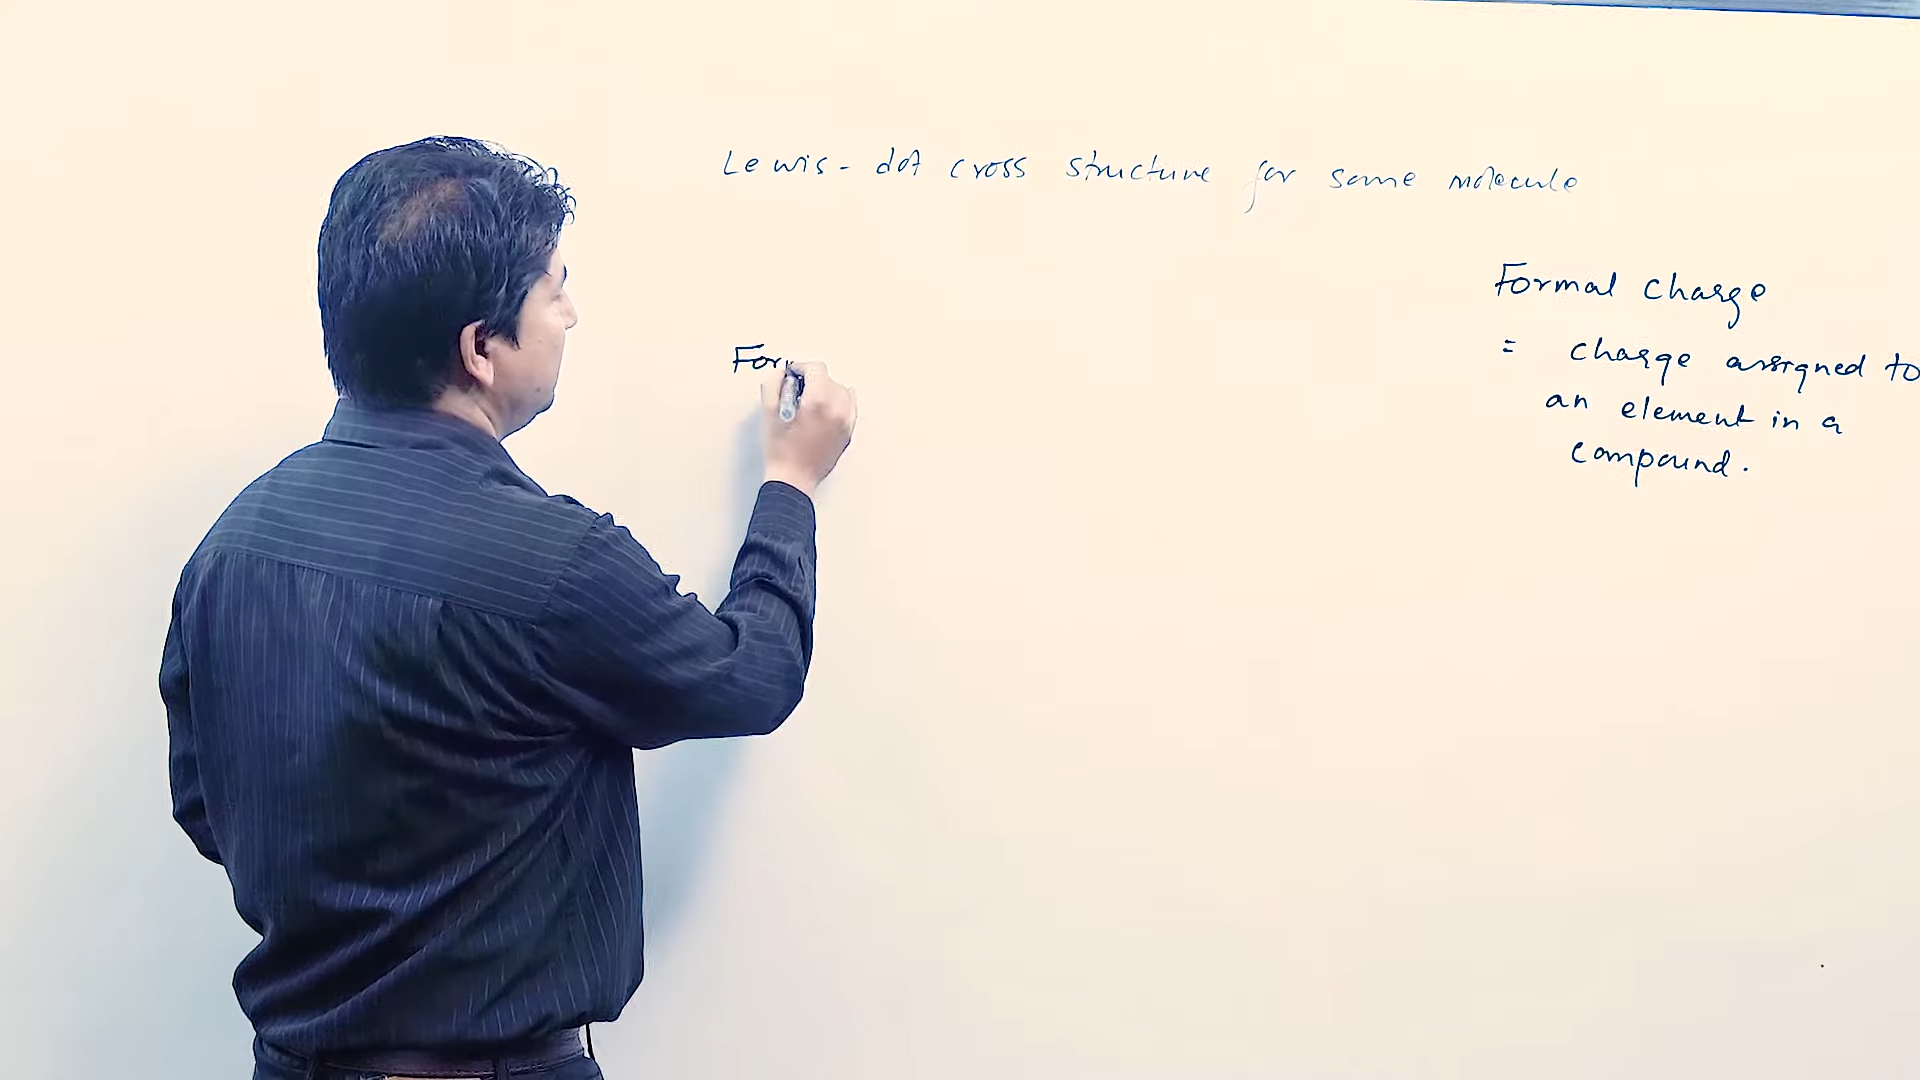 Lewis - dot cross structure for some molecule
Formal charge
= charge assigned to
an element in a
compound.
For